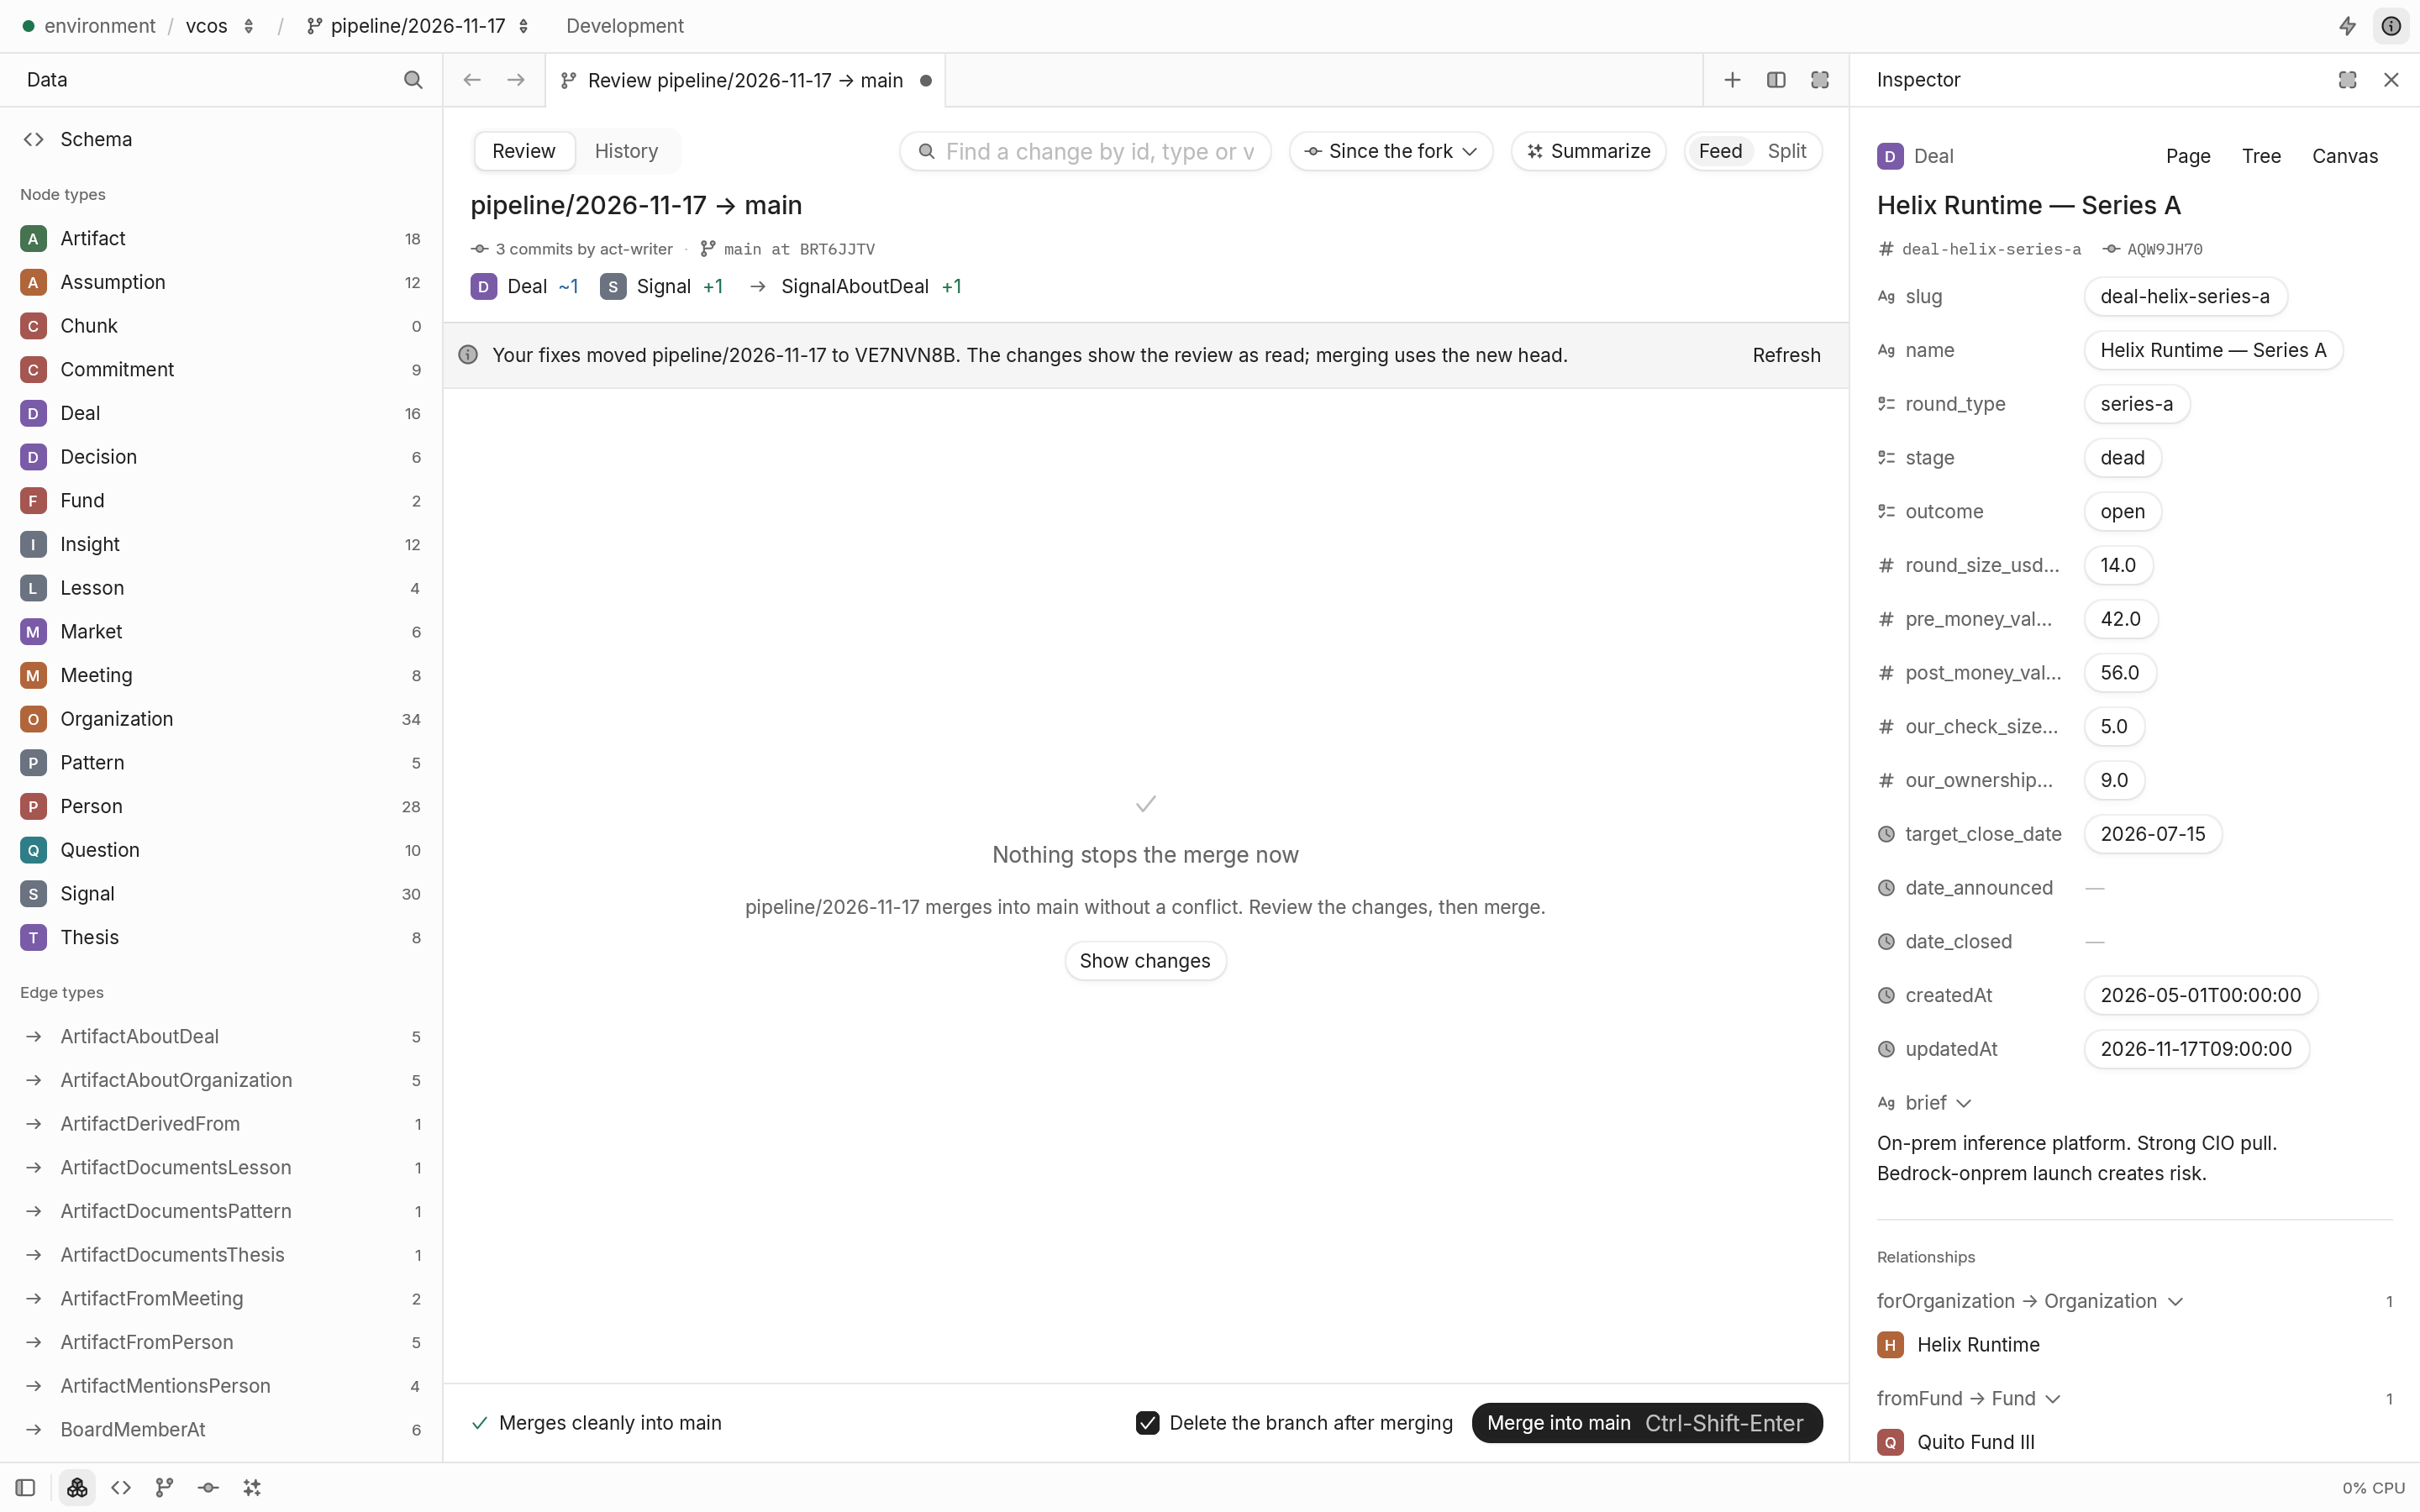 environment / vcos / pipeline/2026-11-17 Development
Data
Schema
Node types
A Artifact 18
A Assumption 12
C Chunk 0
C Commitment 9
D Deal 16
D Decision 6
F Fund 2
I Insight 12
L Lesson 4
M Market 6
M Meeting 8
O Organization 34
P Pattern 5
P Person 28
Q Question 10
S Signal 30
T Thesis 8
Edge types
ArtifactAboutDeal 5
ArtifactAboutOrganization 5
ArtifactDerivedFrom 1
ArtifactDocumentsLesson 1
ArtifactDocumentsPattern 1
ArtifactDocumentsThesis 1
ArtifactFromMeeting 2
ArtifactFromPerson 5
ArtifactMentionsPerson 4
BoardMemberAt 6
Review pipeline/2026-11-17 → main
Review History Find a change by id, type or v Since the fork Summarize Feed Split
pipeline/2026-11-17 → main
3 commits by act-writer · main at BRT6JJTV
D Deal ~1 S Signal +1 → SignalAboutDeal +1
Your fixes moved pipeline/2026-11-17 to VE7NVN8B. The changes show the review as read; merging uses the new head. Refresh
Nothing stops the merge now
pipeline/2026-11-17 merges into main without a conflict. Review the changes, then merge.
Show changes
Merges cleanly into main Delete the branch after merging Merge into main Ctrl-Shift-Enter
Inspector
D Deal Page Tree Canvas
Helix Runtime — Series A
# deal-helix-series-a AQW9JH70
Ag slug deal-helix-series-a
Ag name Helix Runtime — Series A
round_type series-a
stage dead
outcome open
# round_size_usd... 14.0
# pre_money_val... 42.0
# post_money_val... 56.0
# our_check_size... 5.0
# our_ownership... 9.0
target_close_date 2026-07-15
date_announced —
date_closed —
createdAt 2026-05-01T00:00:00
updatedAt 2026-11-17T09:00:00
Ag brief
On-prem inference platform. Strong CIO pull.
Bedrock-onprem launch creates risk.
Relationships
forOrganization → Organization 1
H Helix Runtime
fromFund → Fund 1
Q Quito Fund III
0% CPU